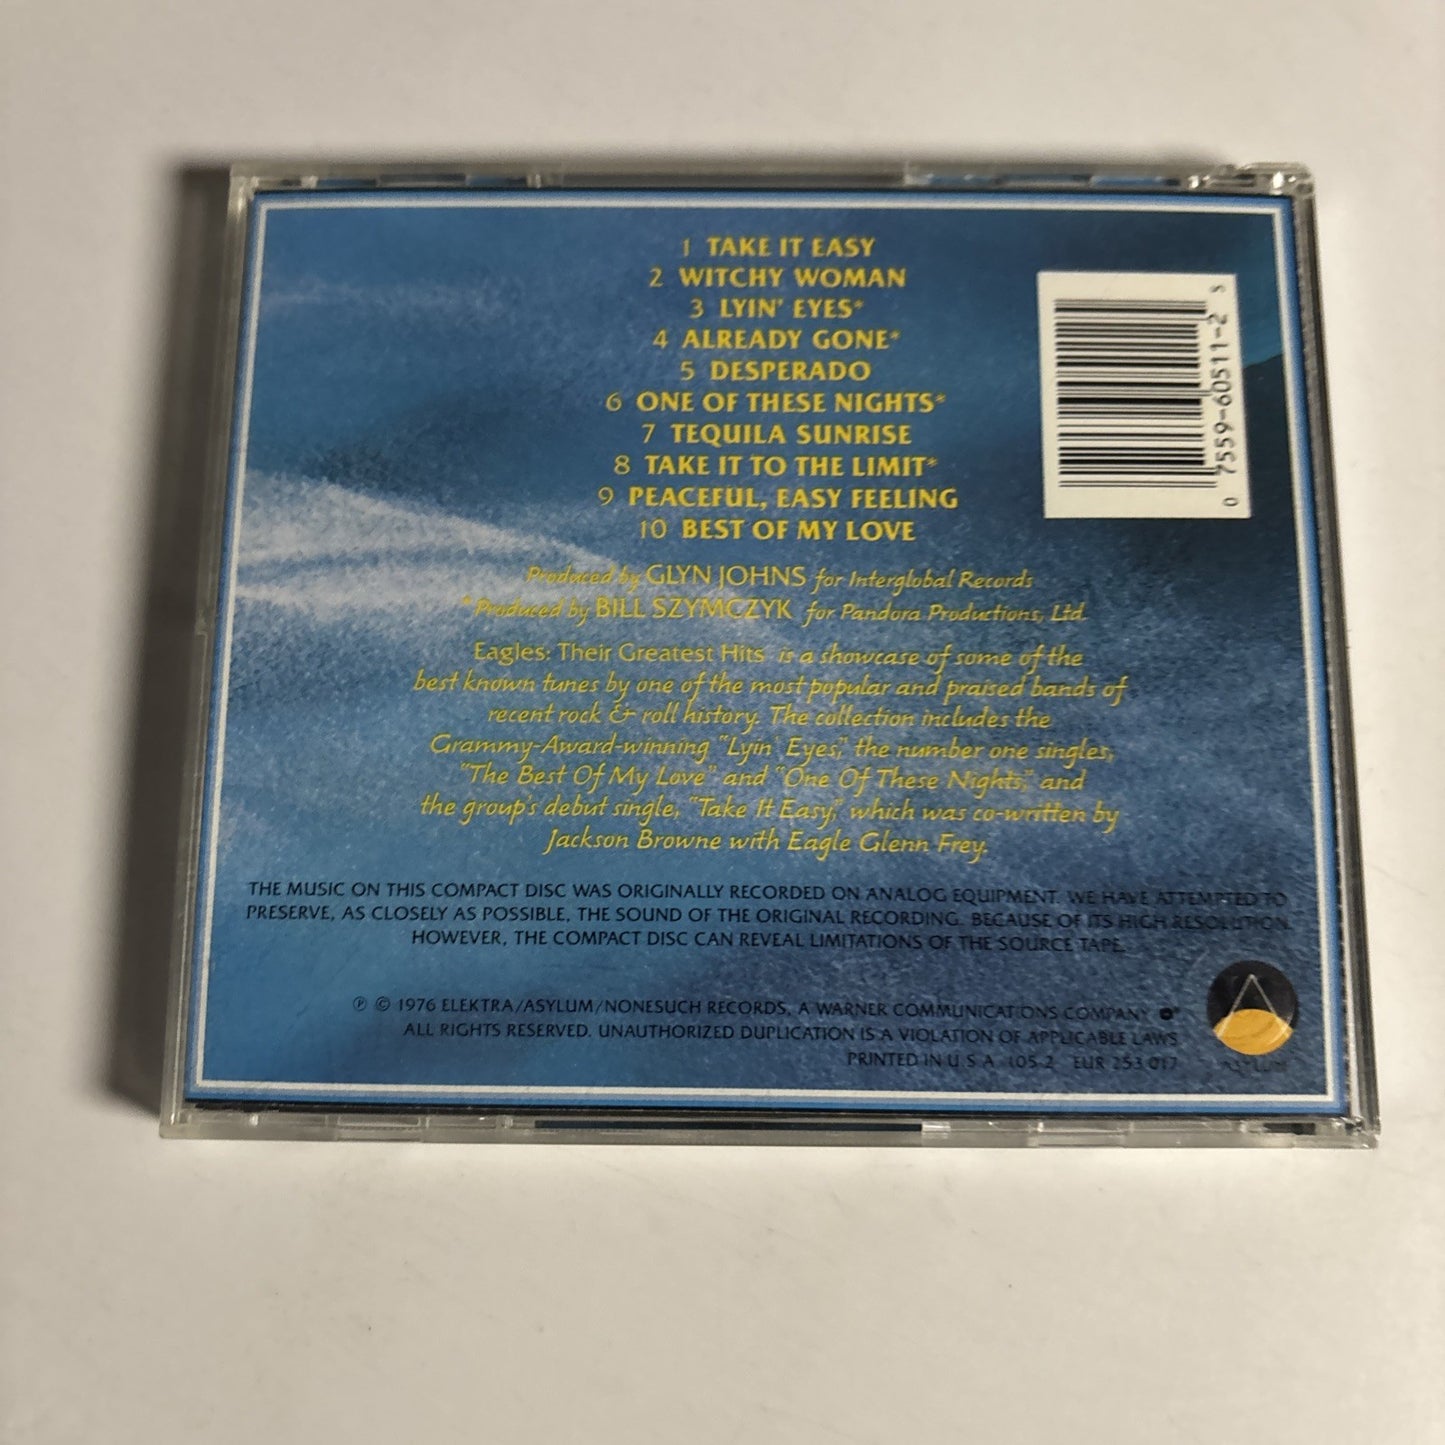 1 TAKE IT EASY
2 WITCHY WOMAN
3 LYIN' EYES*
4 ALREADY GONE*
5 DESPERADO
6 ONE OF THESE NIGHTS*
7 TEQUILA SUNRISE
8 TAKE IT TO THE LIMIT*
9 PEACEFUL, EASY FEELING
10 BEST OF MY LOVE
Produced by GLYN JOHNS for Interglobal Records
*Produced by BILL SZYMCZYK for Pandora Productions, Ltd.
Eagles: Their Greatest Hits is a showcase of some of the
best known tunes by one of the most popular and praised bands of
recent rock & roll history. The collection includes the
Grammy-Award-winning "Lyin' Eyes," the number one singles,
"The Best Of My Love" and "One Of These Nights," and
the group's debut single, "Take It Easy," which was co-written by
Jackson Browne with Eagle Glenn Frey.
THE MUSIC ON THIS COMPACT DISC WAS ORIGINALLY RECORDED ON ANALOG EQUIPMENT. WE HAVE ATTEMPTED TO
PRESERVE, AS CLOSELY AS POSSIBLE, THE SOUND OF THE ORIGINAL RECORDING. BECAUSE OF ITS HIGH RESOLUTION,
HOWEVER, THE COMPACT DISC CAN REVEAL LIMITATIONS OF THE SOURCE TAPE.
℗ © 1976 ELEKTRA/ASYLUM/NONESUCH RECORDS, A WARNER COMMUNICATIONS COMPANY
ALL RIGHTS RESERVED. UNAUTHORIZED DUPLICATION IS A VIOLATION OF APPLICABLE LAWS.
PRINTED IN U.S.A. 105-2 EUR 253 017
ASYLUM
0 7559-60511-2 5